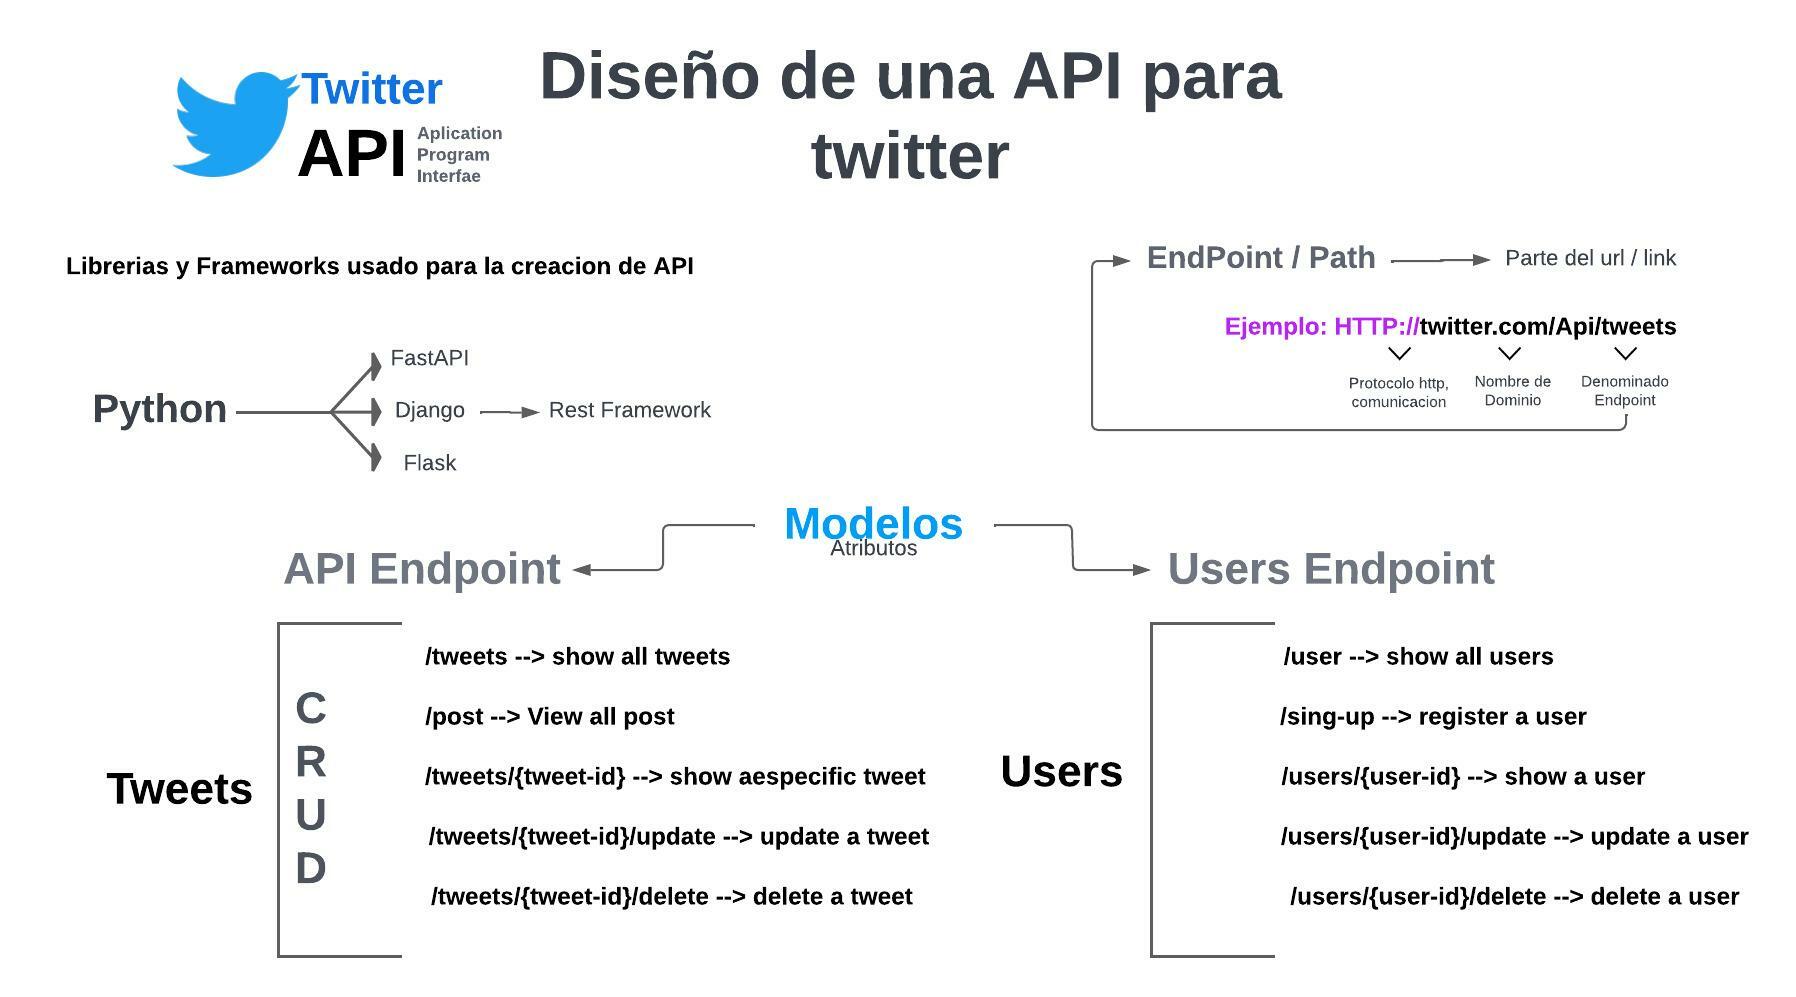 Twitter
API
Aplication
Program
Interfae
Diseño de una API para
twitter
Librerias y Frameworks usado para la creacion de API
Python
FastAPI
Django
Rest Framework
Flask
EndPoint / Path
Parte del url / link
Ejemplo: HTTP://twitter.com/Api/tweets
Protocolo http,
comunicacion
Nombre de
Dominio
Denominado
Endpoint
Modelos
Atributos
API Endpoint
Users Endpoint
Tweets
C
R
U
D
/tweets --> show all tweets
/post --> View all post
/tweets/{tweet-id} --> show aespecific tweet
/tweets/{tweet-id}/update --> update a tweet
/tweets/{tweet-id}/delete --> delete a tweet
Users
/user --> show all users
/sing-up --> register a user
/users/{user-id} --> show a user
/users/{user-id}/update --> update a user
/users/{user-id}/delete --> delete a user